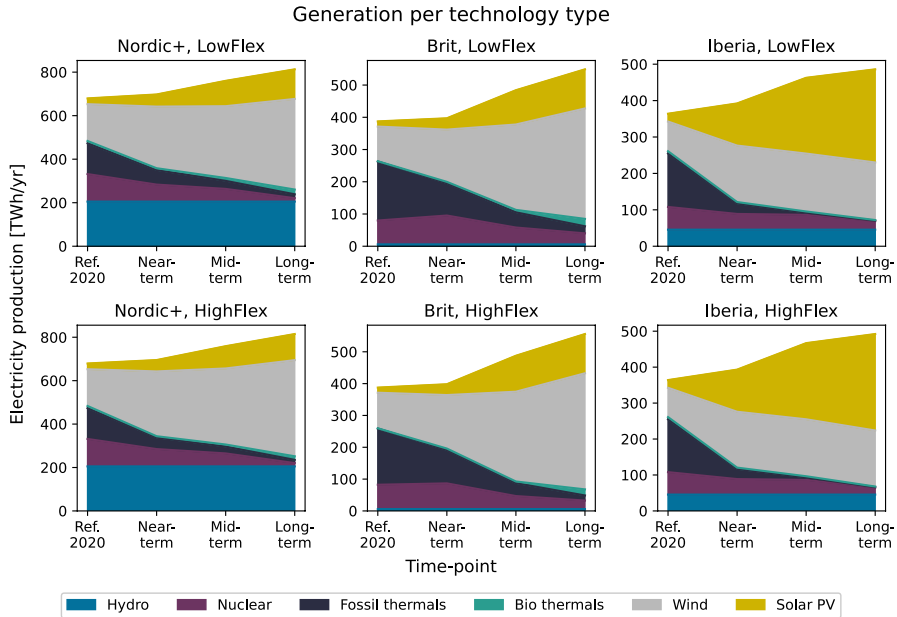 Generation per technology type
Nordic+, LowFlex
Brit, LowFlex
Iberia, LowFlex
Electricity production [TWh/yr]
800
600
400
200
0
Ref.
2020
Near-
term
Mid-
term
Long-
term
500
400
300
200
100
0
Ref.
2020
Near-
term
Mid-
term
Long-
term
500
400
300
200
100
0
Ref.
2020
Near-
term
Mid-
term
Long-
term
Nordic+, HighFlex
Brit, HighFlex
Iberia, HighFlex
800
600
400
200
0
Ref.
2020
Near-
term
Mid-
term
Long-
term
500
400
300
200
100
0
Ref.
2020
Near-
term
Mid-
term
Long-
term
500
400
300
200
100
0
Ref.
2020
Near-
term
Mid-
term
Long-
term
Time-point
Hydro
Nuclear
Fossil thermals
Bio thermals
Wind
Solar PV